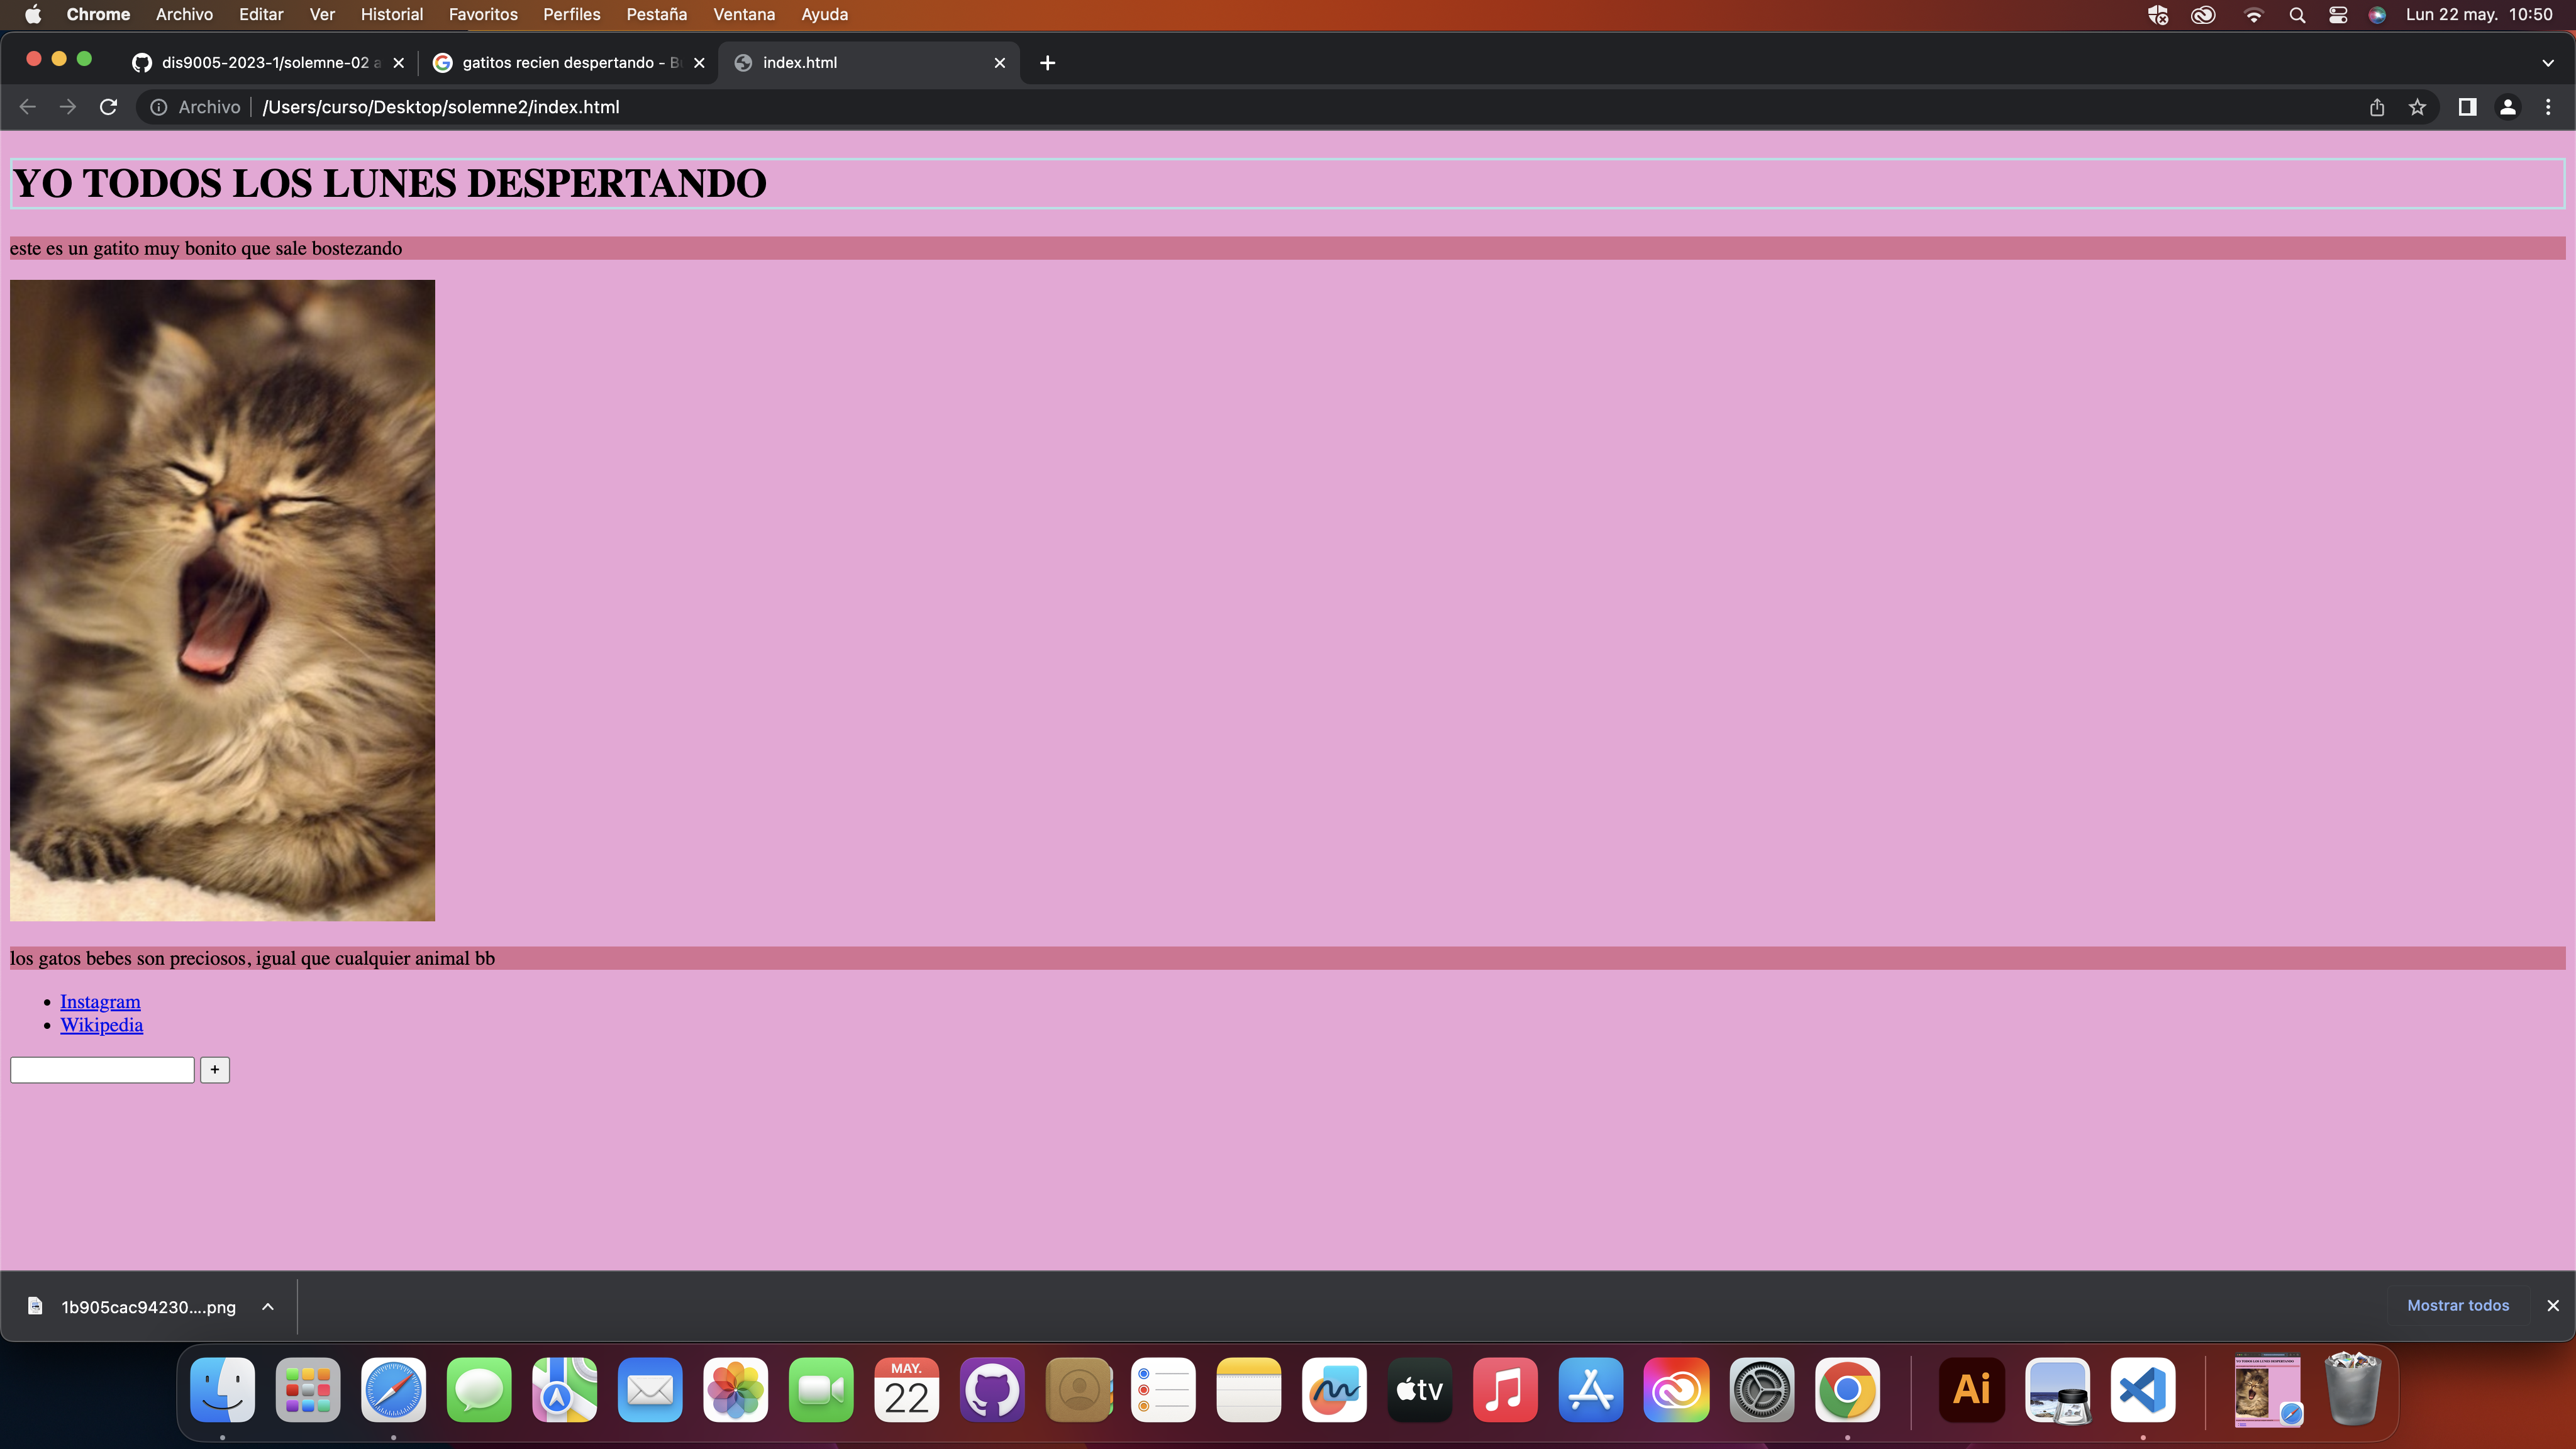 Chrome Archivo Editar Ver Historial Favoritos Perfiles Pestaña Ventana Ayuda Lun 22 may. 10:50
dis9005-2023-1/solemne-02 a gatitos recien despertando - B index.html
Archivo /Users/curso/Desktop/solemne2/index.html
YO TODOS LOS LUNES DESPERTANDO
este es un gatito muy bonito que sale bostezando
los gatos bebes son preciosos, igual que cualquier animal bb
Instagram
Wikipedia
+
1b905cac94230....png Mostrar todos
MAY.
22
tv
Ai